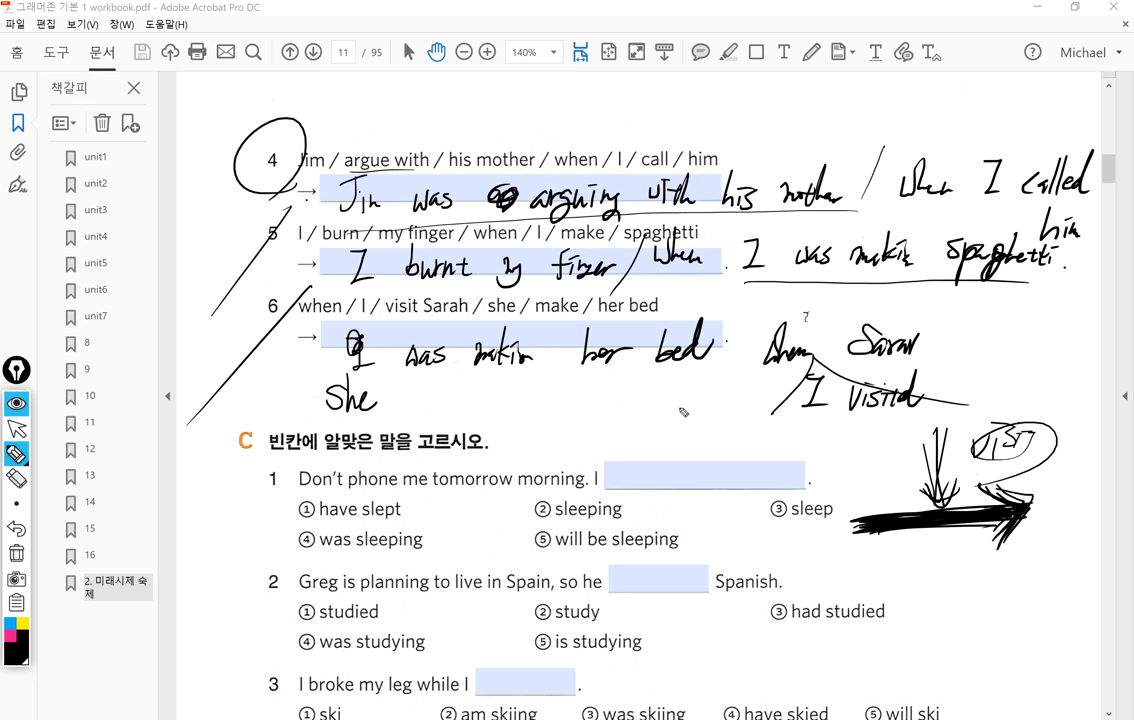 그래머존 기본 1 workbook.pdf - Adobe Acrobat Pro DC
파일 편집 보기(V) 창(W) 도움말(H)
홈 도구 문서 11 / 95 140% Michael
책갈피
unit1
unit2
unit3
unit4
unit5
unit6
unit7
8
9
10
11
12
13
14
15
16
2. 미래시제 숙제
4 Jim / argue with / his mother / when / I / call / him
→ Jim was arguing with his mother / when I called him
5 I / burn / my finger / when / I / make / spaghetti
→ I burnt my finger / when I was making spaghetti.
6 when / I / visit Sarah / she / make / her bed
→ I was makin her bed. when Sarah
She I visited
C 빈칸에 알맞은 말을 고르시오.
1 Don't phone me tomorrow morning. I .
① have slept ② sleeping ③ sleep
④ was sleeping ⑤ will be sleeping
2 Greg is planning to live in Spain, so he Spanish.
① studied ② study ③ had studied
④ was studying ⑤ is studying
3 I broke my leg while I .
① ski ② am skiing ③ was skiing ④ have skied ⑤ will ski